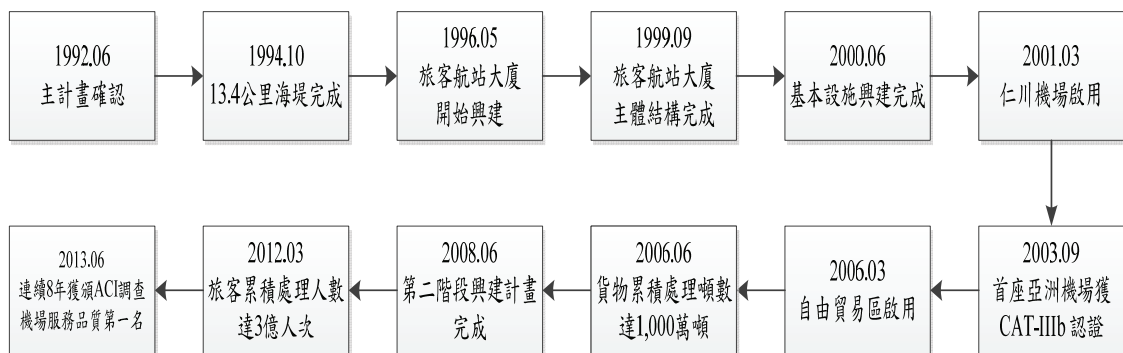 1992.06
主計畫確認
1994.10
13.4公里海堤完成
1996.05
旅客航站大廈
開始興建
1999.09
旅客航站大廈
主體結構完成
2000.06
基本設施興建完成
2001.03
仁川機場啟用
2003.09
首座亞洲機場獲
CAT-IIIb 認證
2006.03
自由貿易區啟用
2006.06
貨物累積處理噸數
達1,000萬噸
2008.06
第二階段興建計畫
完成
2012.03
旅客累積處理人數
達3億人次
2013.06
連續8年獲頒ACI調查
機場服務品質第一名